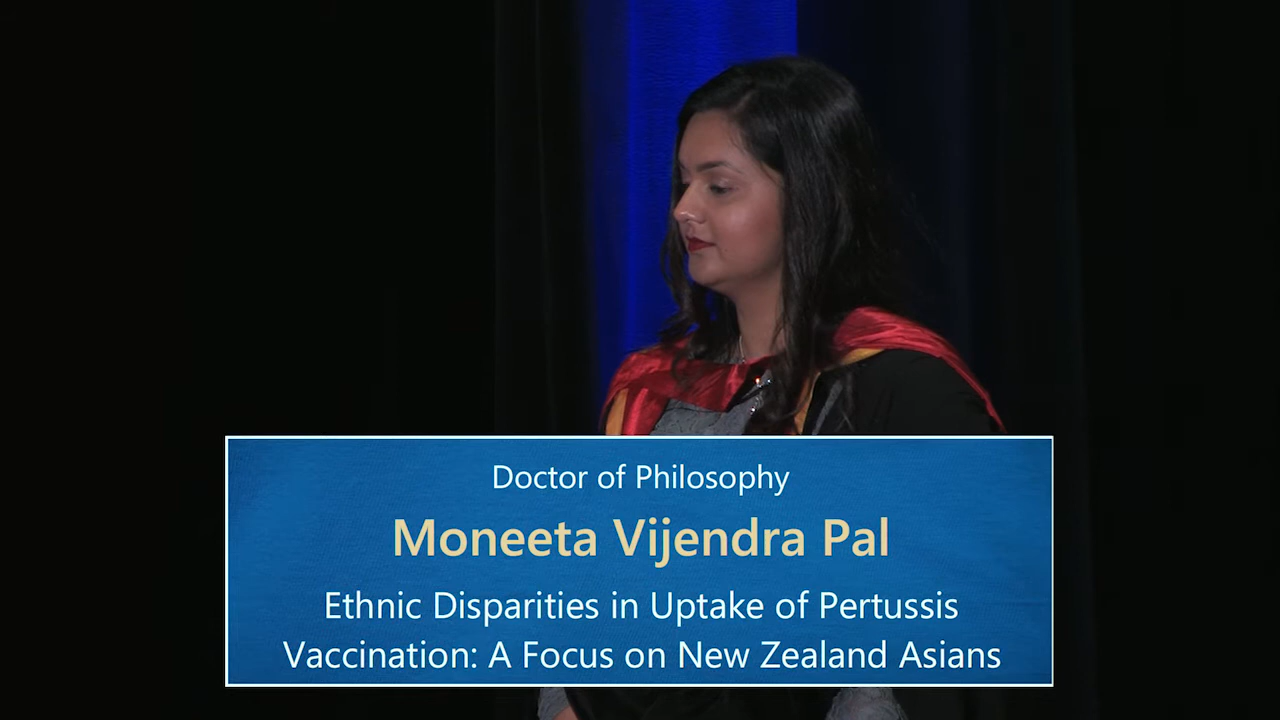 Doctor of Philosophy
Moneeta Vijendra Pal
Ethnic Disparities in Uptake of Pertussis
Vaccination: A Focus on New Zealand Asians